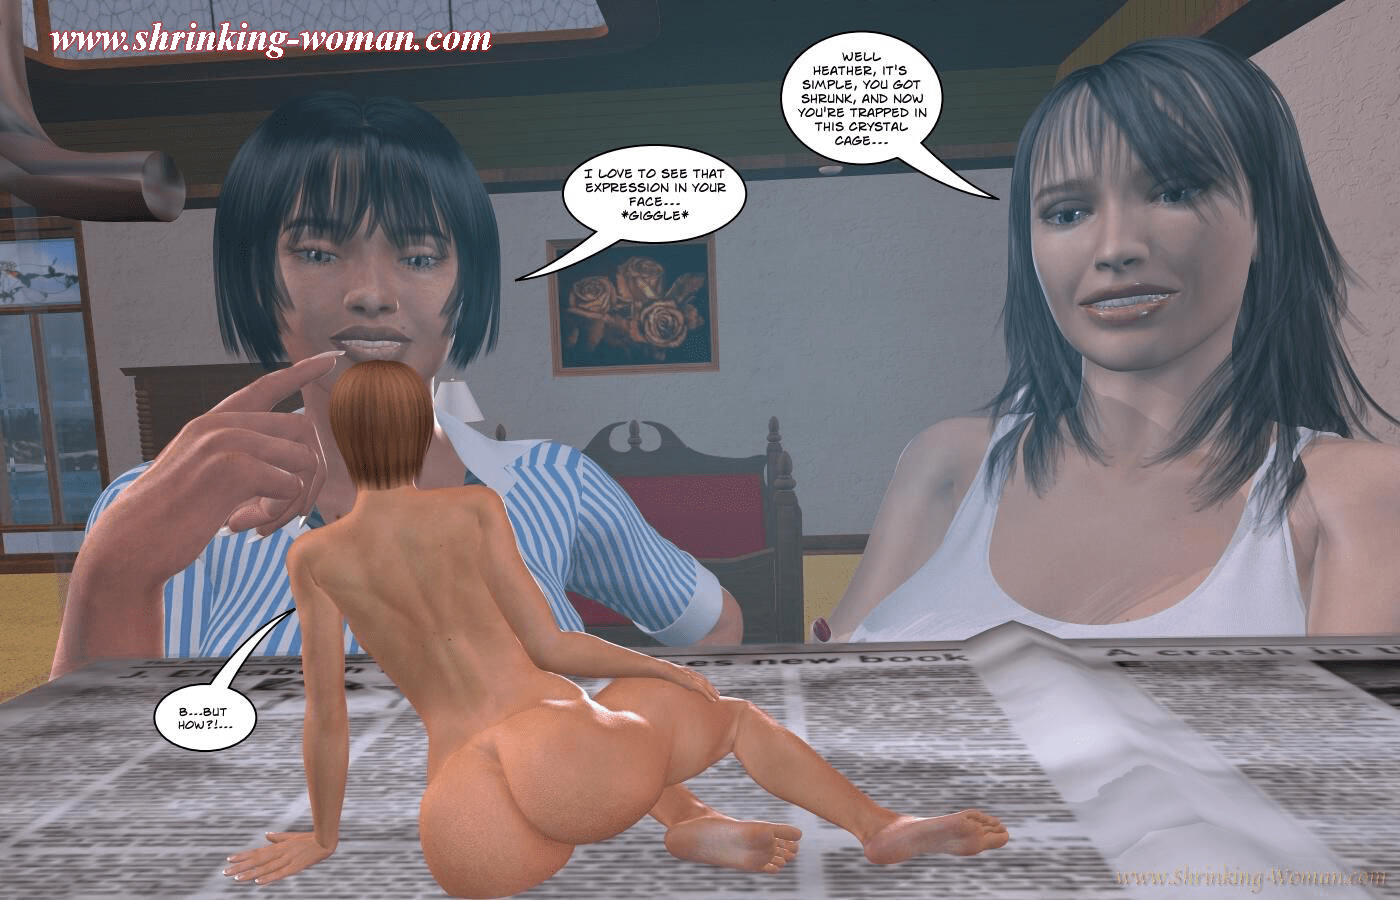 www.shrinking-woman.com
WELL
HEATHER, IT'S
SIMPLE, YOU GOT
SHRUNK, AND NOW
YOU'RE TRAPPED IN
THIS CRYSTAL
CAGE...
I LOVE TO SEE THAT
EXPRESSION IN YOUR
FACE...
*GIGGLE*
B...BUT
HOW?!...
new book
A crash in
www.Shrinking-Woman.com